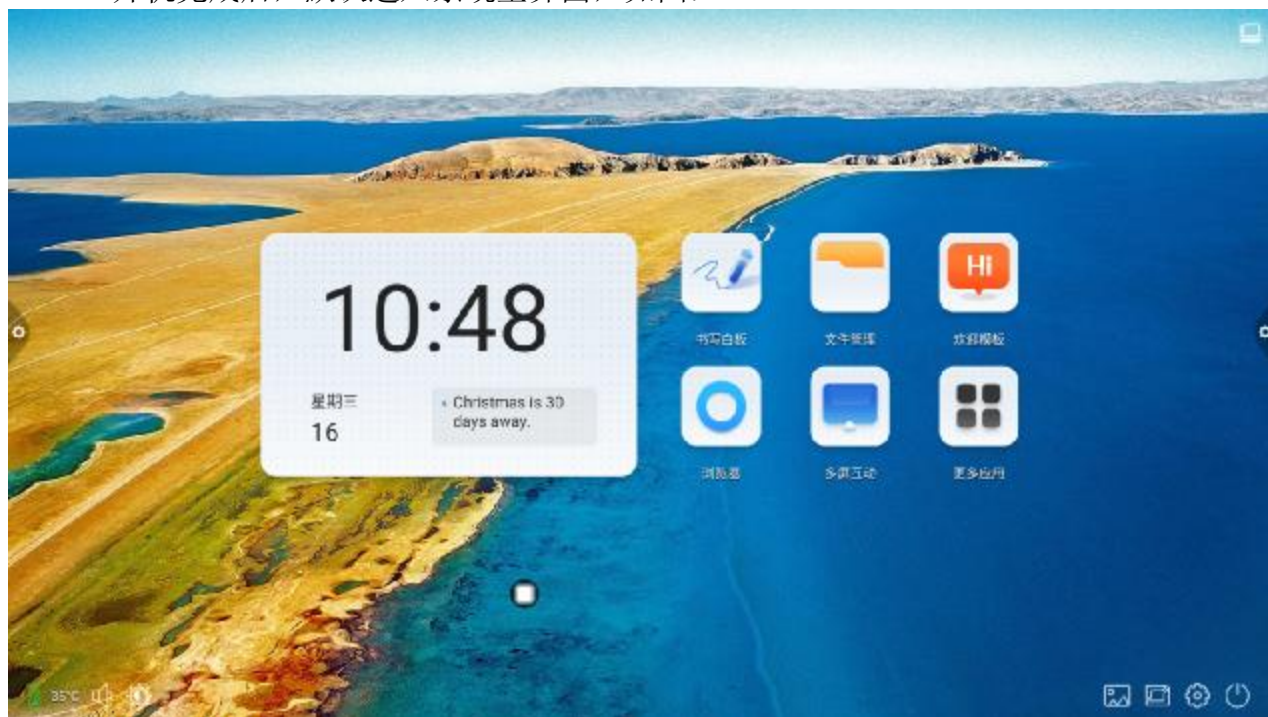 10:48
星期三
16
• Christmas is 30
days away.
Hi
书写白板
文件管理
欢迎模板
浏览器
多屏互动
更多应用
35°C